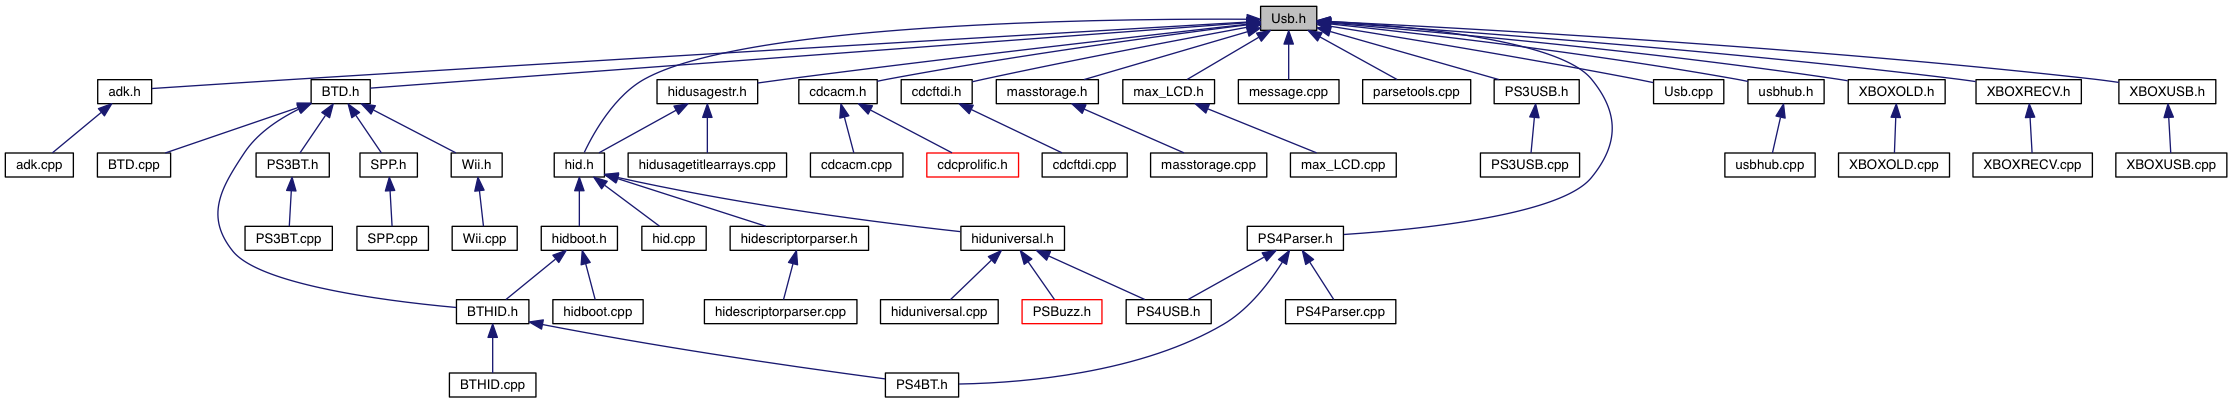 Usb.h
adk.h
BTD.h
hidusagestr.h
cdcacm.h
cdcftdi.h
masstorage.h
max_LCD.h
message.cpp
parsetools.cpp
PS3USB.h
Usb.cpp
usbhub.h
XBOXOLD.h
XBOXRECV.h
XBOXUSB.h
adk.cpp
BTD.cpp
PS3BT.h
SPP.h
Wii.h
hid.h
hidusagetitlearrays.cpp
cdcacm.cpp
cdcprolific.h
cdcftdi.cpp
masstorage.cpp
max_LCD.cpp
PS3USB.cpp
usbhub.cpp
XBOXOLD.cpp
XBOXRECV.cpp
XBOXUSB.cpp
PS3BT.cpp
SPP.cpp
Wii.cpp
hidboot.h
hid.cpp
hidescriptorparser.h
hiduniversal.h
PS4Parser.h
BTHID.h
hidboot.cpp
hidescriptorparser.cpp
hiduniversal.cpp
PSBuzz.h
PS4USB.h
PS4Parser.cpp
BTHID.cpp
PS4BT.h